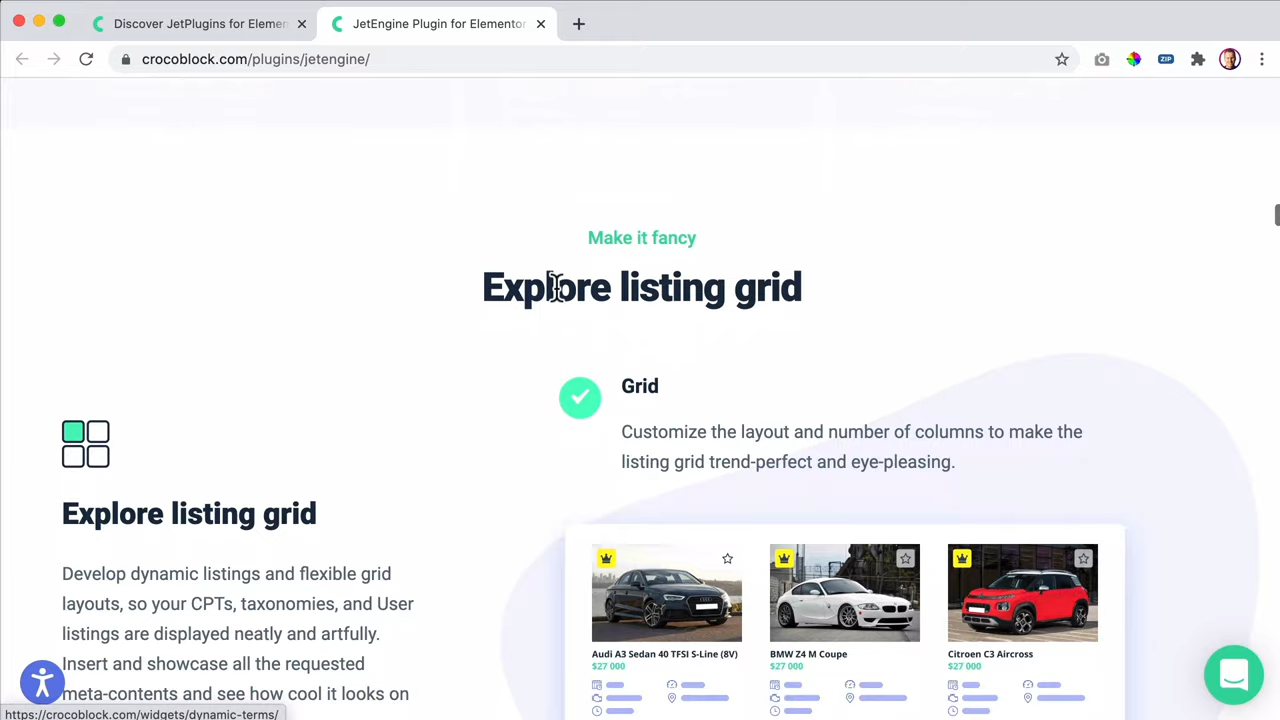 Discover JetPlugins for Elemen
JetEngine Plugin for Elementor
crocoblock.com/plugins/jetengine/
ZIP
Make it fancy
Explore listing grid
Grid
Customize the layout and number of columns to make the
listing grid trend-perfect and eye-pleasing.
Explore listing grid
Develop dynamic listings and flexible grid
layouts, so your CPTs, taxonomies, and User
listings are displayed neatly and artfully.
Insert and showcase all the requested
meta-contents and see how cool it looks on
Audi A3 Sedan 40 TFSI S-Line (8V)
$27 000
BMW Z4 M Coupe
$27 000
Citroen C3 Aircross
$27 000
https://crocoblock.com/widgets/dynamic-terms/